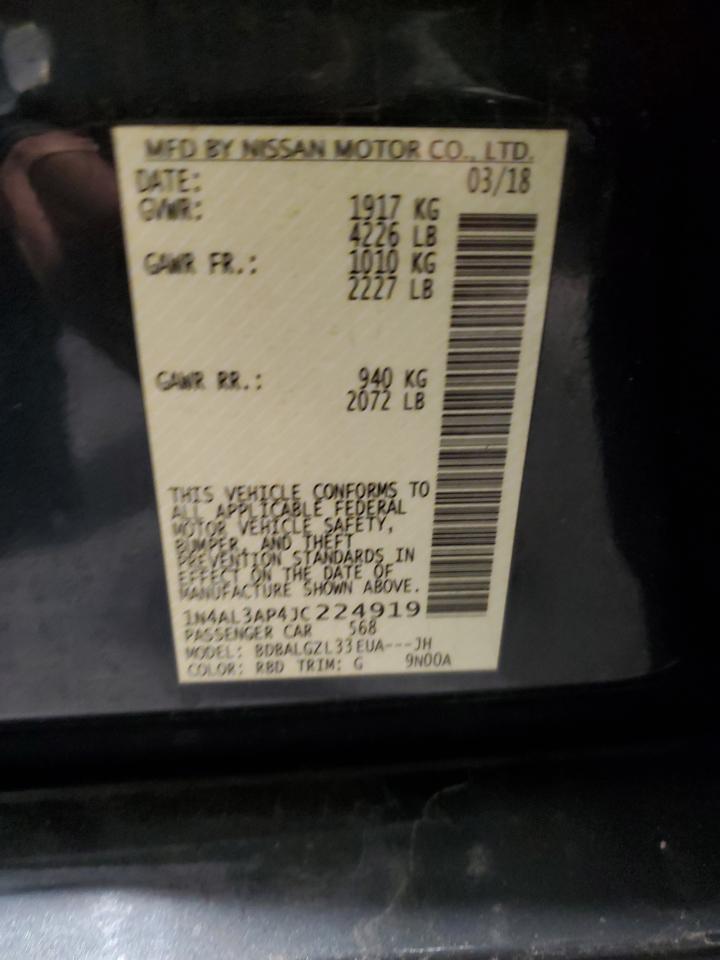 MFD BY NISSAN MOTOR CO., LTD.
DATE: 03/18
GVWR: 1917 KG
4226 LB
GAWR FR.: 1010 KG
2227 LB
GAWR RR.: 940 KG
2072 LB
THIS VEHICLE CONFORMS TO
ALL APPLICABLE FEDERAL
MOTOR VEHICLE SAFETY,
BUMPER, AND THEFT
PREVENTION STANDARDS IN
EFFECT ON THE DATE OF
MANUFACTURE SHOWN ABOVE.
1N4AL3AP4JC224919
PASSENGER CAR 568
MODEL: BDBALGZL33EUA---JH
COLOR: RBD TRIM: G 9N00A